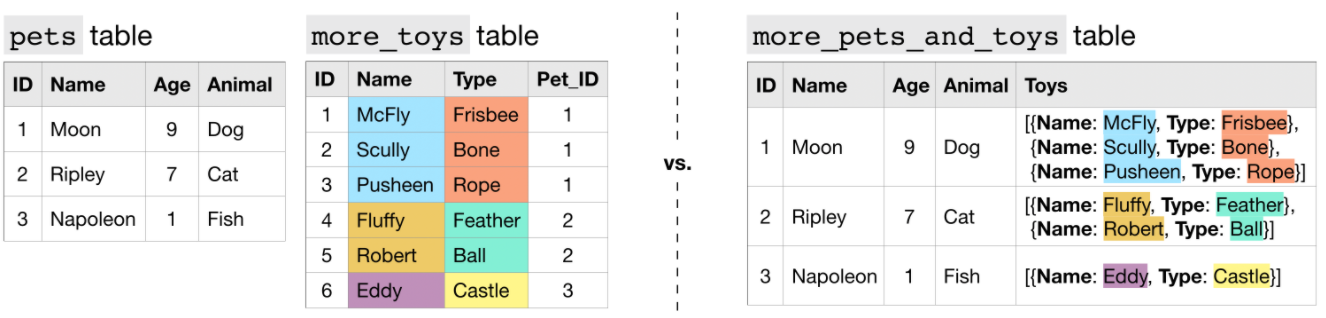 pets table
ID Name Age Animal
1 Moon 9 Dog
2 Ripley 7 Cat
3 Napoleon 1 Fish
more_toys table
ID Name Type Pet_ID
1 McFly Frisbee 1
2 Scully Bone 1
3 Pusheen Rope 1
4 Fluffy Feather 2
5 Robert Ball 2
6 Eddy Castle 3
vs.
more_pets_and_toys table
ID Name Age Animal Toys
1 Moon 9 Dog [{Name: McFly, Type: Frisbee},
{Name: Scully, Type: Bone},
{Name: Pusheen, Type: Rope}]
2 Ripley 7 Cat [{Name: Fluffy, Type: Feather},
{Name: Robert, Type: Ball}]
3 Napoleon 1 Fish [{Name: Eddy, Type: Castle}]